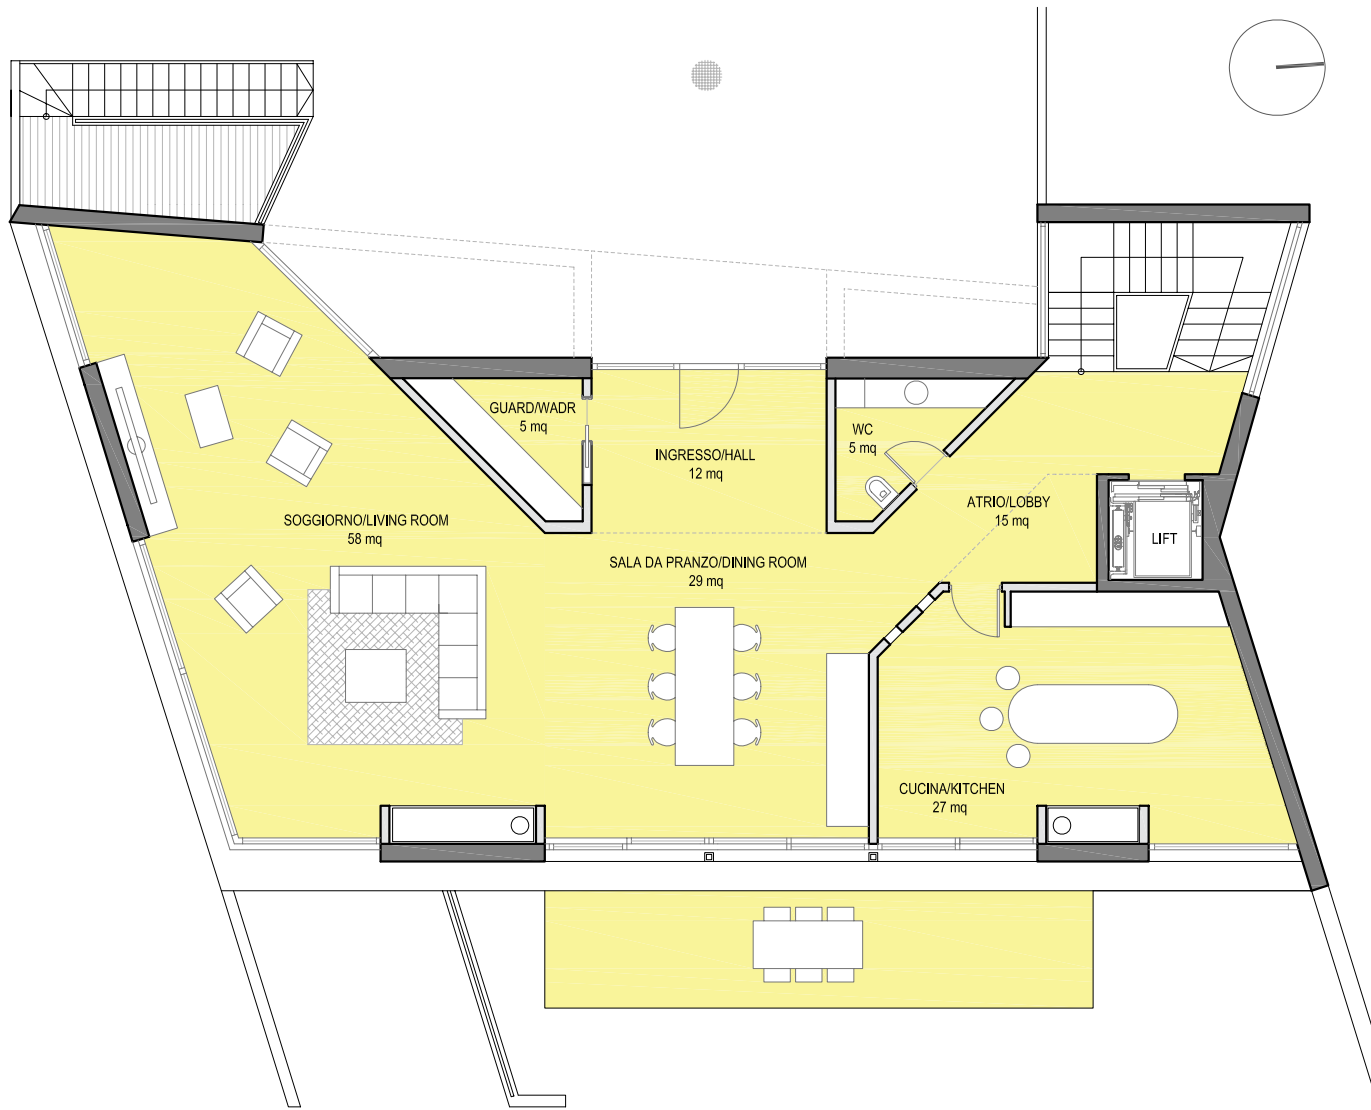 GUARD/WADR
5 mq
WC
5 mq
INGRESSO/HALL
12 mq
ATRIO/LOBBY
15 mq
SOGGIORNO/LIVING ROOM
58 mq
LIFT
SALA DA PRANZO/DINING ROOM
29 mq
CUCINA/KITCHEN
27 mq